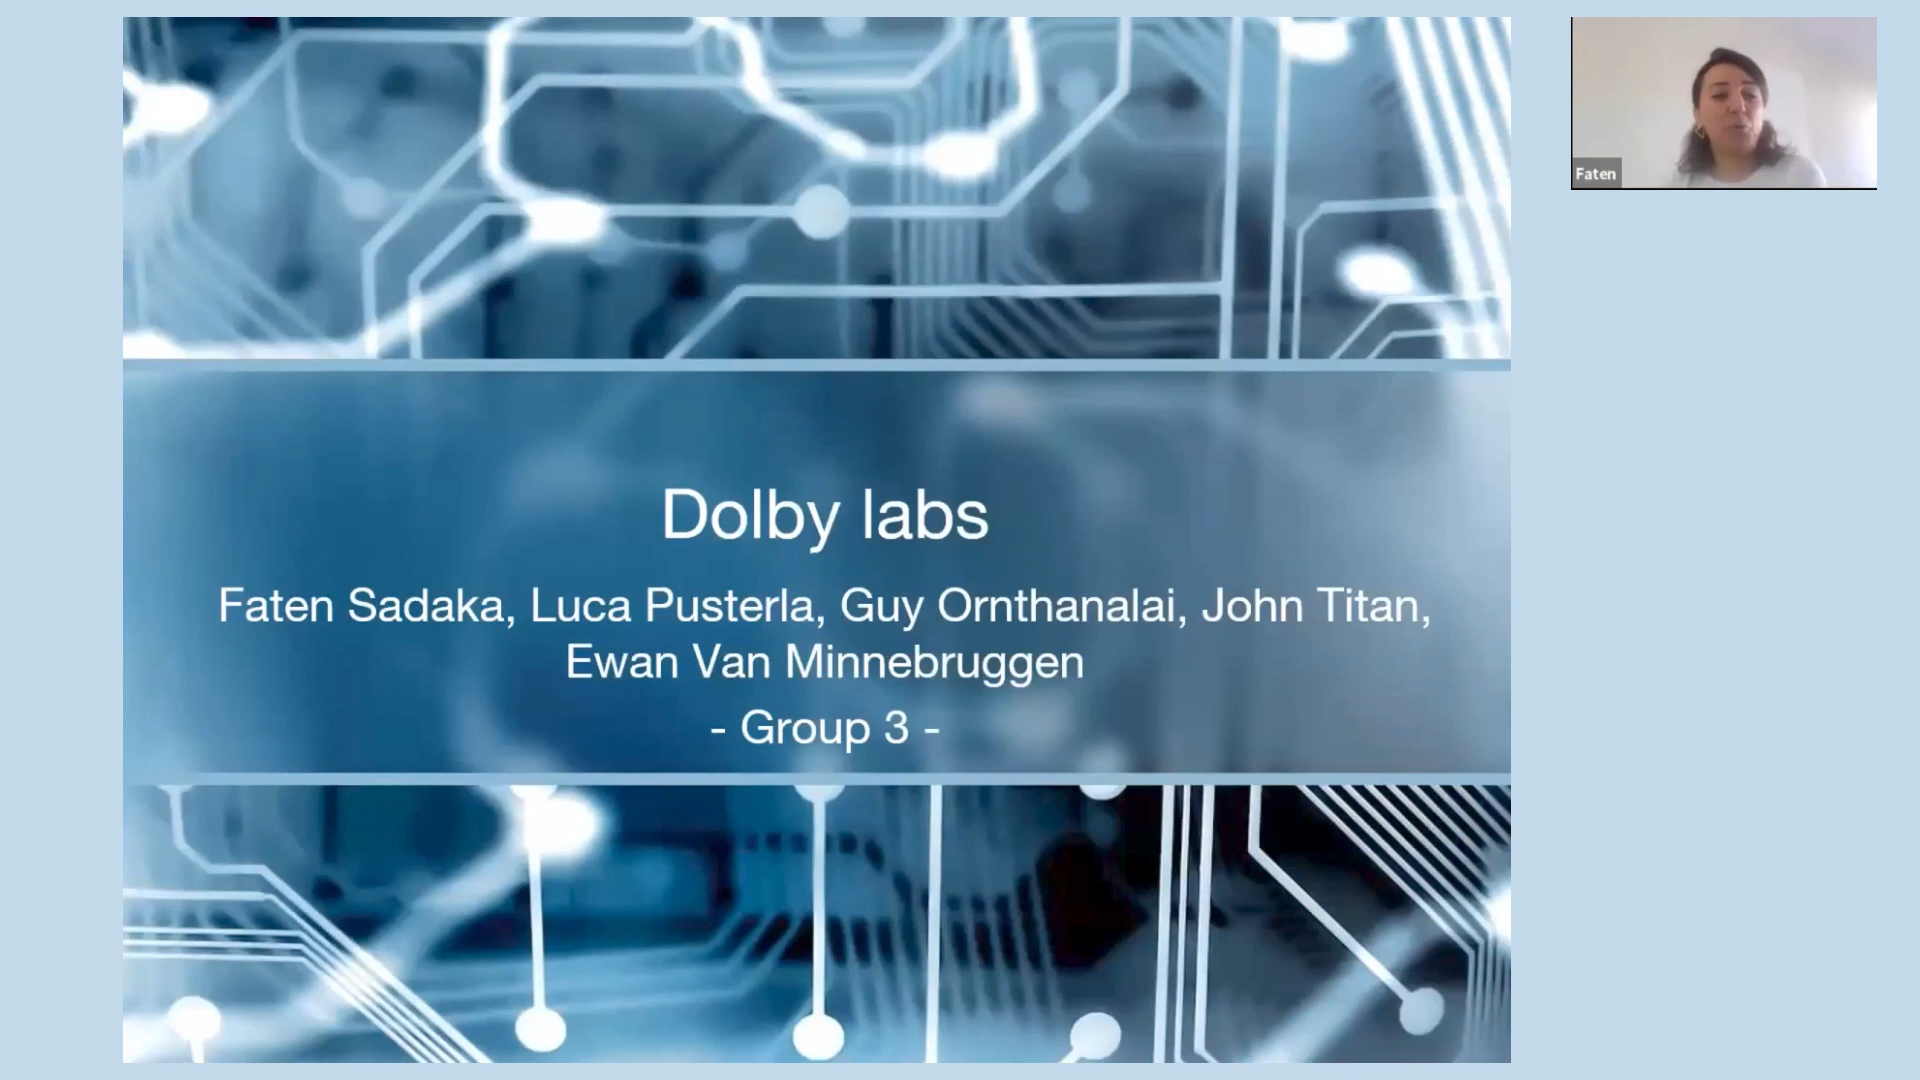 Dolby labs
Faten Sadaka, Luca Pusterla, Guy Ornthanalai, John Titan,
Ewan Van Minnebruggen
- Group 3 -
Faten